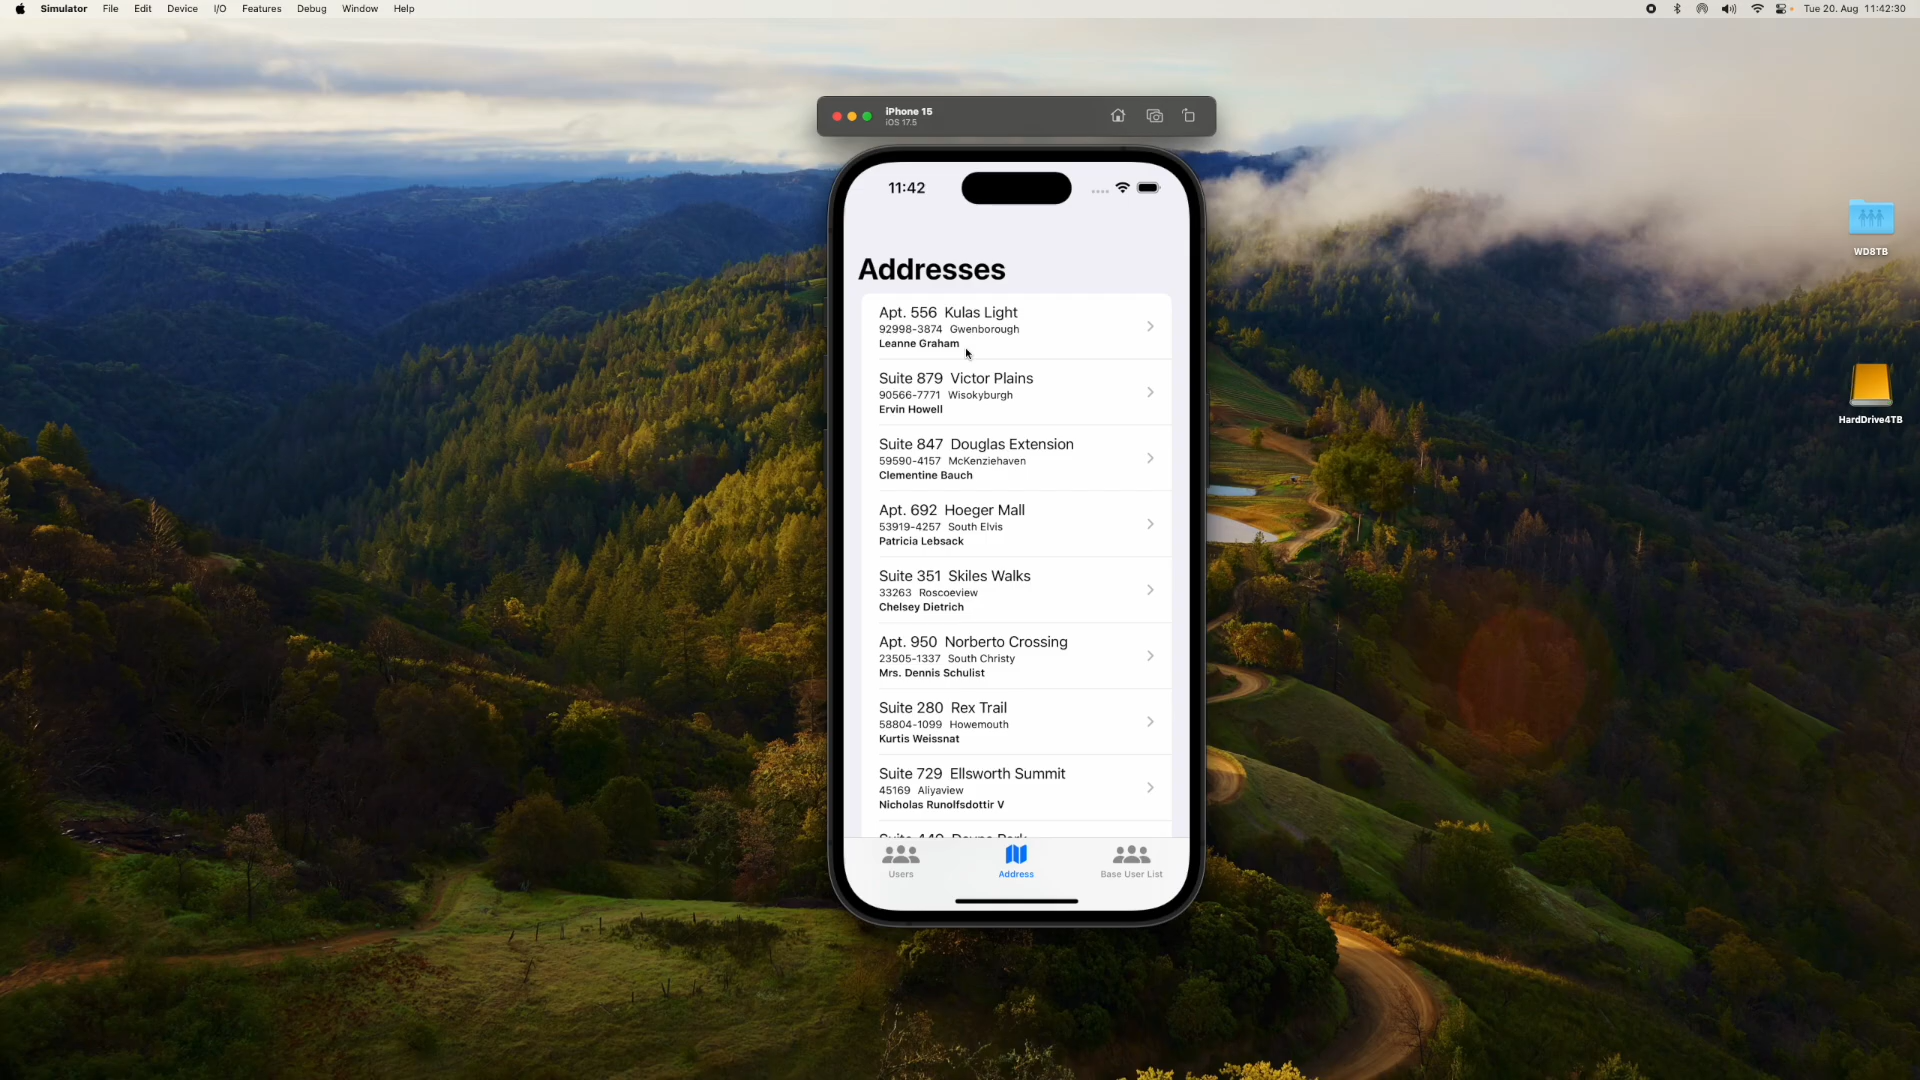 Simulator File Edit Device I/O Features Debug Window Help
Tue 20. Aug 11:42:30
iPhone 15
iOS 17.5
11:42
Addresses
Apt. 556 Kulas Light
92998-3874 Gwenborough
Leanne Graham
Suite 879 Victor Plains
90566-7771 Wisokyburgh
Ervin Howell
Suite 847 Douglas Extension
59590-4157 McKenziehaven
Clementine Bauch
Apt. 692 Hoeger Mall
53919-4257 South Elvis
Patricia Lebsack
Suite 351 Skiles Walks
33263 Roscoeview
Chelsey Dietrich
Apt. 950 Norberto Crossing
23505-1337 South Christy
Mrs. Dennis Schulist
Suite 280 Rex Trail
58804-1099 Howemouth
Kurtis Weissnat
Suite 729 Ellsworth Summit
45169 Aliyaview
Nicholas Runolfsdottir V
Users
Address
Base User List
WD8TB
HardDrive4TB